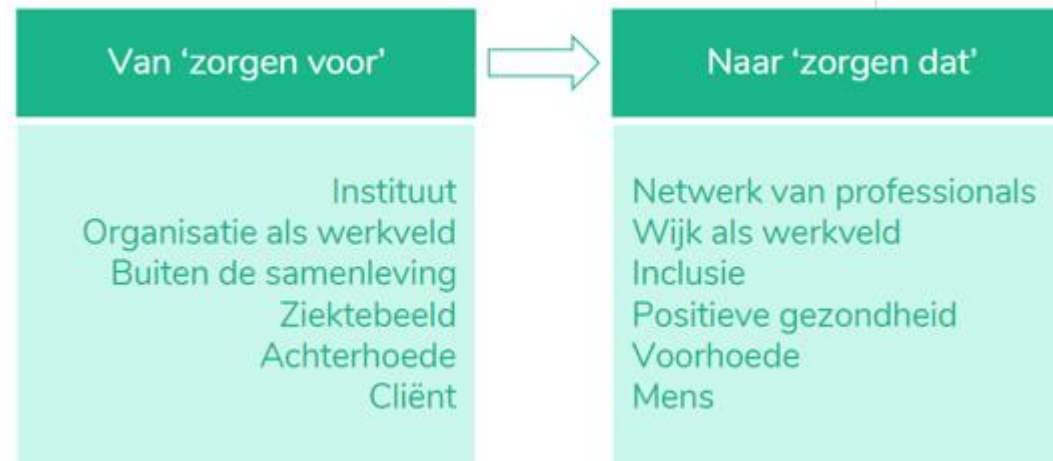 Van ‘zorgen voor’
Naar ‘zorgen dat’
Instituut
Organisatie als werkveld
Buiten de samenleving
Ziektebeeld
Achterhoede
Cliënt
Netwerk van professionals
Wijk als werkveld
Inclusie
Positieve gezondheid
Voorhoede
Mens